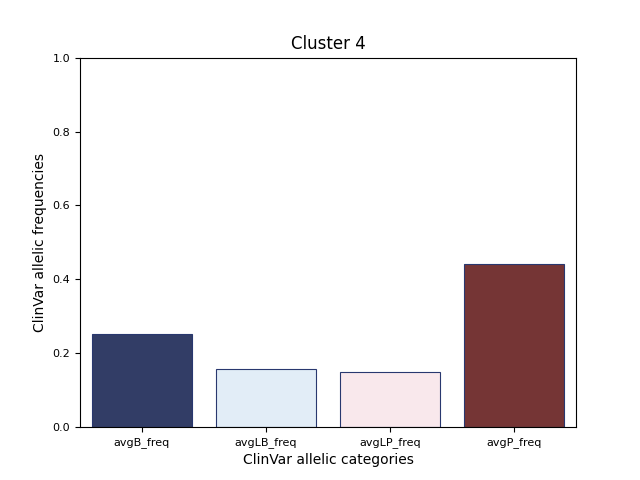 Cluster 4
ClinVar allelic frequencies
1.0
0.8
0.6
0.4
0.2
0.0
avgB_freq avgLB_freq avgLP_freq avgP_freq
ClinVar allelic categories